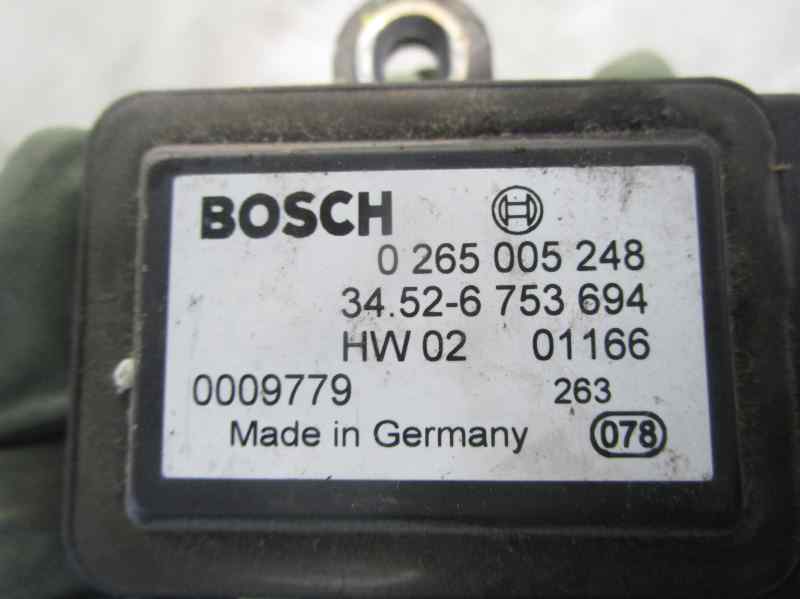 BOSCH
0 265 005 248
34.52-6 753 694
HW 02 01166
0009779 263
Made in Germany 078